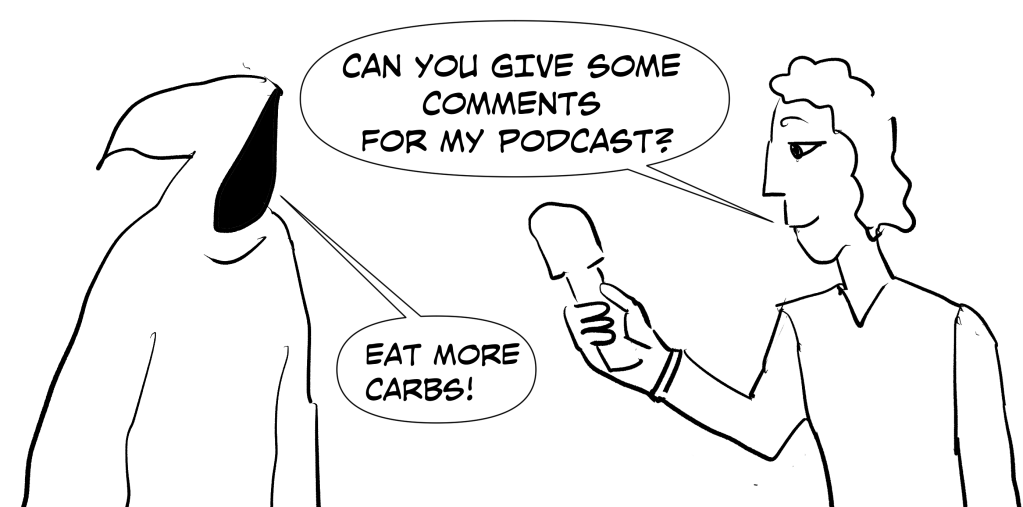 CAN YOU GIVE SOME
COMMENTS
FOR MY PODCAST?
EAT MORE
CARBS!